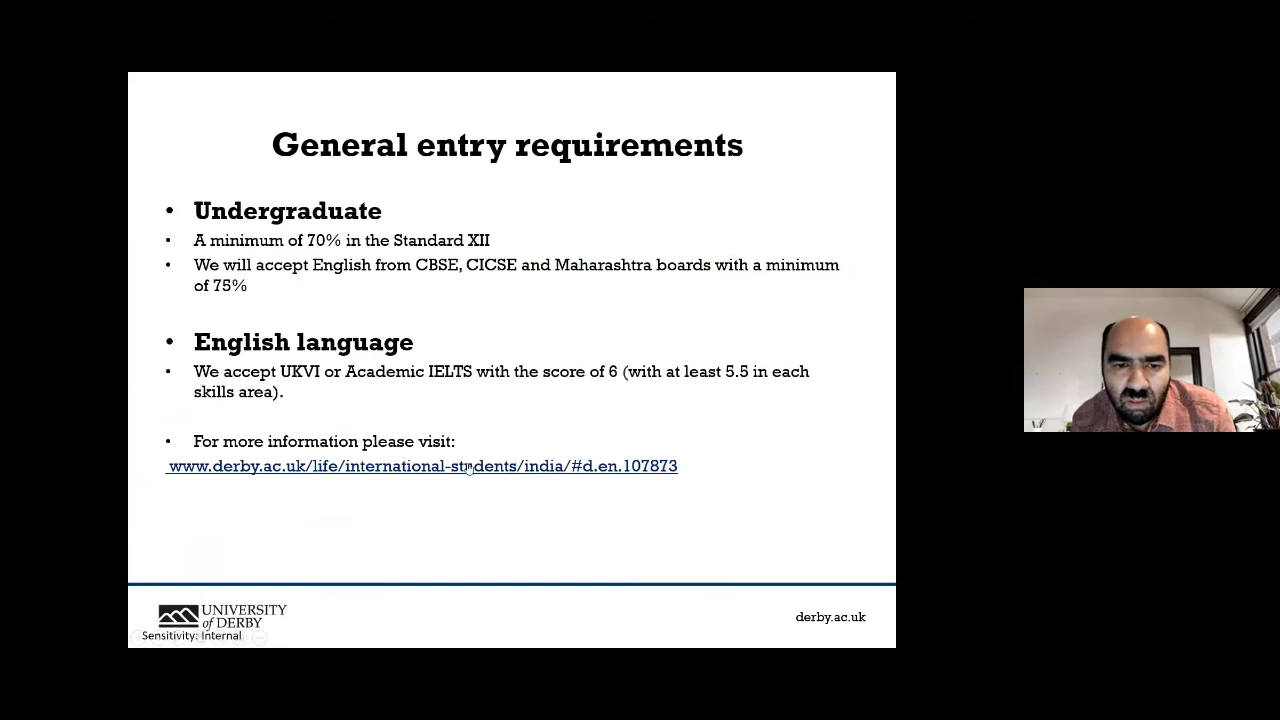 General entry requirements
• Undergraduate
• A minimum of 70% in the Standard XII
• We will accept English from CBSE, CICSE and Maharashtra boards with a minimum
of 75%
• English language
• We accept UKVI or Academic IELTS with the score of 6 (with at least 5.5 in each
skills area).
• For more information please visit:
www.derby.ac.uk/life/international-students/india/#d.en.107873
UNIVERSITY
of DERBY
Sensitivity: Internal
derby.ac.uk